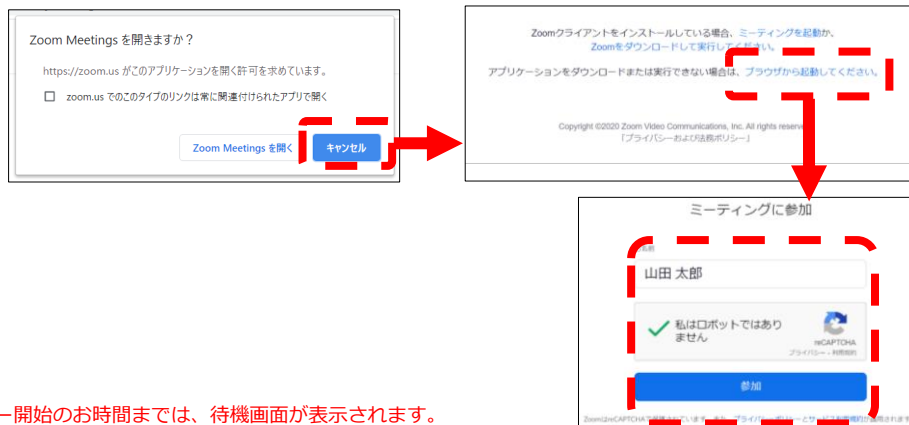 Zoom Meetings を開きますか？
https://zoom.us がこのアプリケーションを開く許可を求めています。
zoom.us でのこのタイプのリンクは常に関連付けられたアプリで開く
Zoom Meetings を開く
キャンセル
Zoomクライアントをインストールしている場合、ミーティングを起動か、
Zoomをダウンロードして実行してください。
アプリケーションをダウンロードまたは実行できない場合は、ブラウザから起動してください。
Copyright ©2020 Zoom Video Communications, Inc. All rights reserve
「プライバシーおよび法務ポリシー」
ミーティングに参加
山田 太郎
私はロボットではあり
ません
reCAPTCHA
プライバシー - 利用規約
参加
ー開始のお時間までは、待機画面が表示されます。